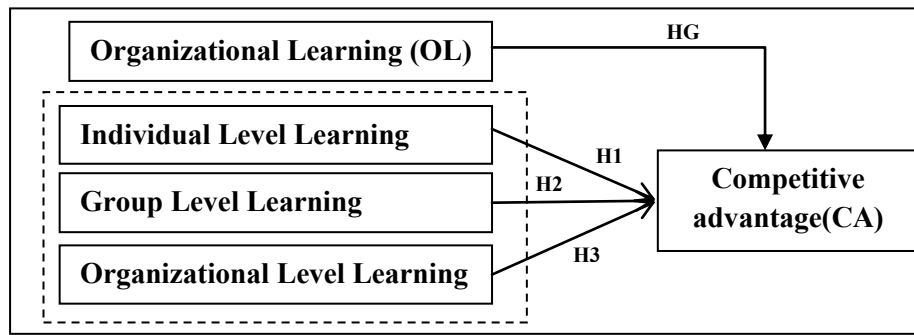 Organizational Learning (OL)
HG
Individual Level Learning
H1
Group Level Learning
H2
Competitive
advantage(CA)
Organizational Level Learning
H3